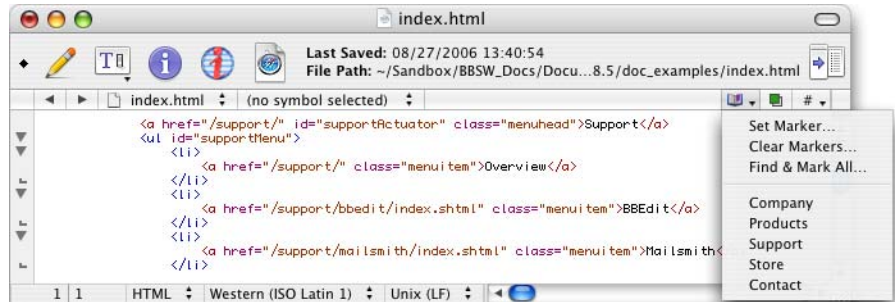 index.html
Last Saved: 08/27/2006 13:40:54
File Path: ~/Sandbox/BBSW_Docs/Docu...8.5/doc_examples/index.html
index.html (no symbol selected) #
<a href="/support/" id="supportActuator" class="menuhead">Support</a>
<ul id="supportMenu">
<li>
<a href="/support/" class="menuitem">Overview</a>
</li>
<li>
<a href="/support/bbedit/index.shtml" class="menuitem">BBEdit</a>
</li>
<li>
<a href="/support/mailsmith/index.shtml" class="menuitem">Mailsmith<
</li>
1 1 HTML Western (ISO Latin 1) Unix (LF)
Set Marker...
Clear Markers...
Find & Mark All...
Company
Products
Support
Store
Contact